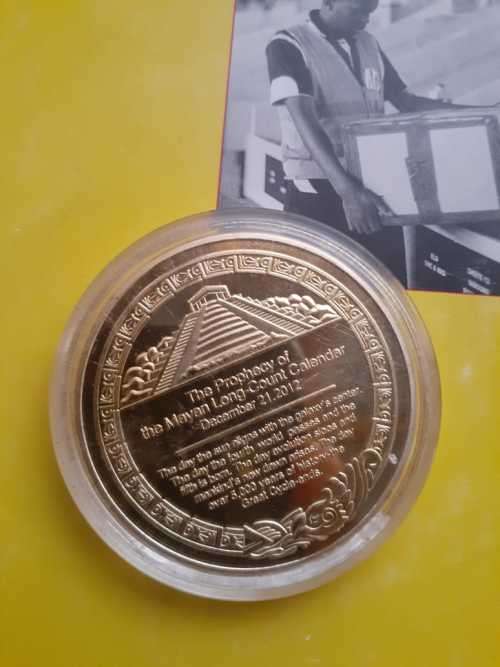 The Prophecy of
the Mayan Long-Count Calendar
December 21, 2012
The day the sun aligns with the galaxy's center.
The day the fourth world passes and the
fifth is born. The day evolution slows and
mankind's new dawn arises. The day
over 5,000 years of history-the
Great Cycle-ends.